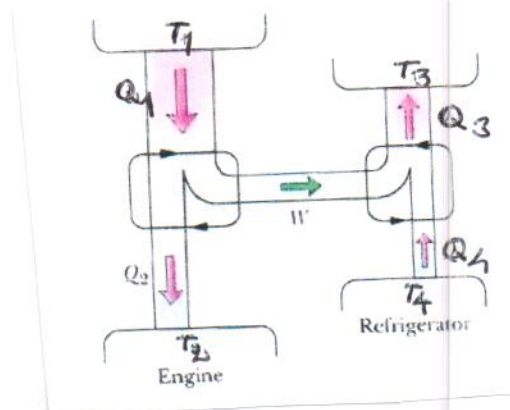 T1
T3
Q1
Q3
W
Q2
Q4
T4
Refrigerator
T2
Engine